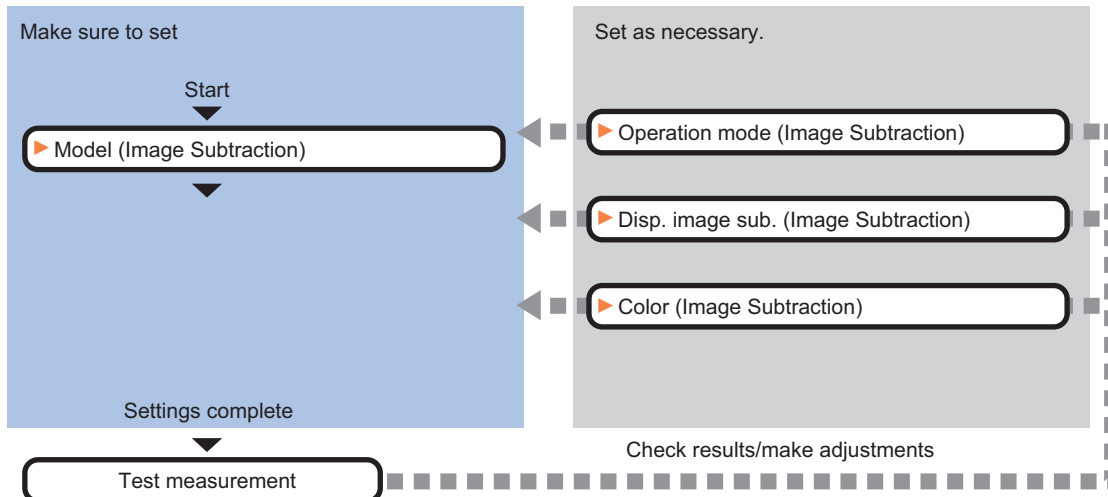 Make sure to set
Start
Model (Image Subtraction)
Settings complete
Test measurement
Set as necessary.
Operation mode (Image Subtraction)
Disp. image sub. (Image Subtraction)
Color (Image Subtraction)
Check results/make adjustments